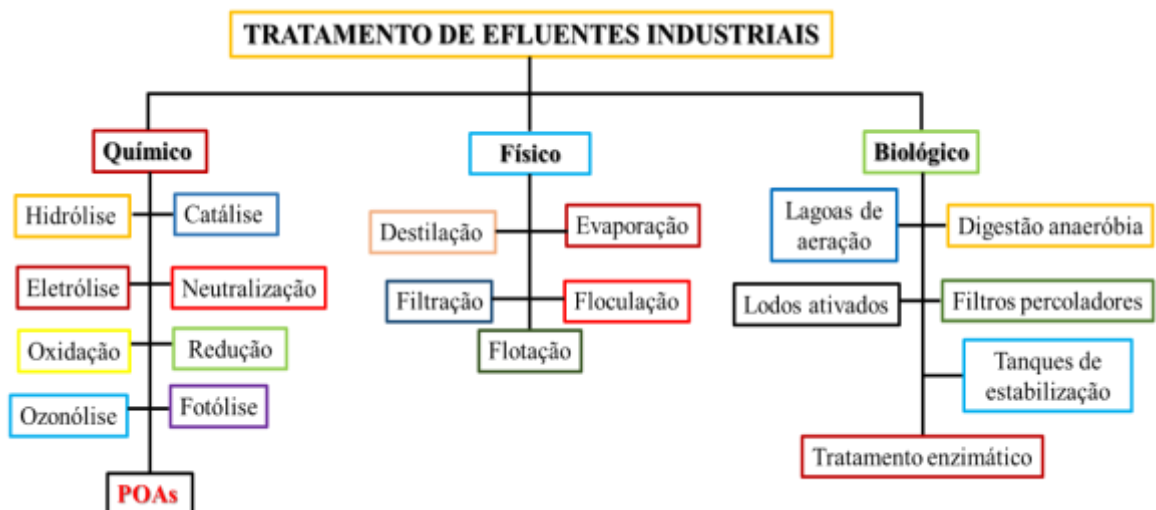 TRATAMENTO DE EFLUENTES INDUSTRIAIS
Químico
Físico
Biológico
Hidrólise
Catálise
Eletrólise
Neutralização
Oxidação
Redução
Ozonólise
Fotólise
POAs
Destilação
Evaporação
Filtração
Floculação
Flotação
Lagoas de
aeração
Digestão anaeróbia
Lodos ativados
Filtros percoladores
Tanques de
estabilização
Tratamento enzimático